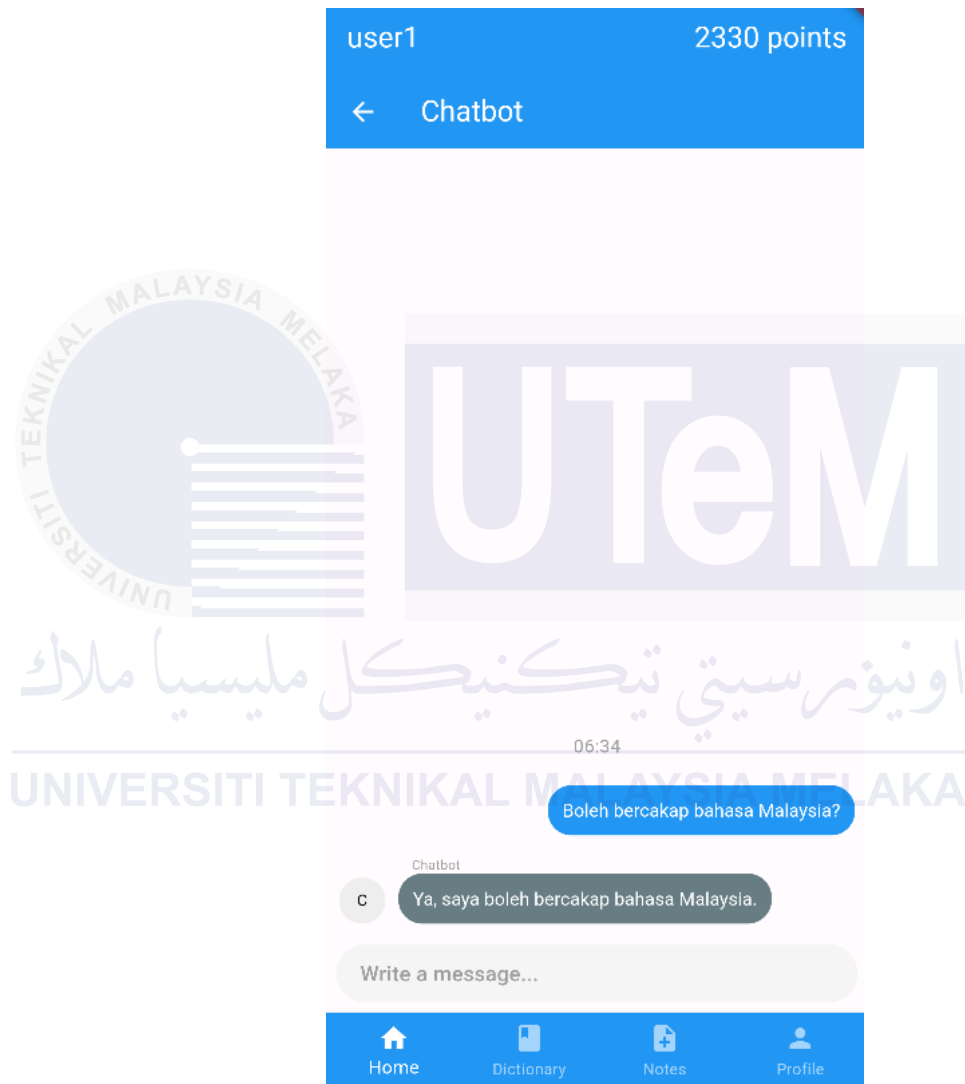 user1 2330 points
Chatbot
UNIVERSITI TEKNIKAL MALAYSIA MELAKA
UTeM
اونيۏرسيتي تيكنيكل مليسيا ملاك
06:34
UNIVERSITI TEKNIKAL MALAYSIA MELAKA
Boleh bercakap bahasa Malaysia?
Chatbot
C Ya, saya boleh bercakap bahasa Malaysia.
Write a message...
Home Dictionary Notes Profile